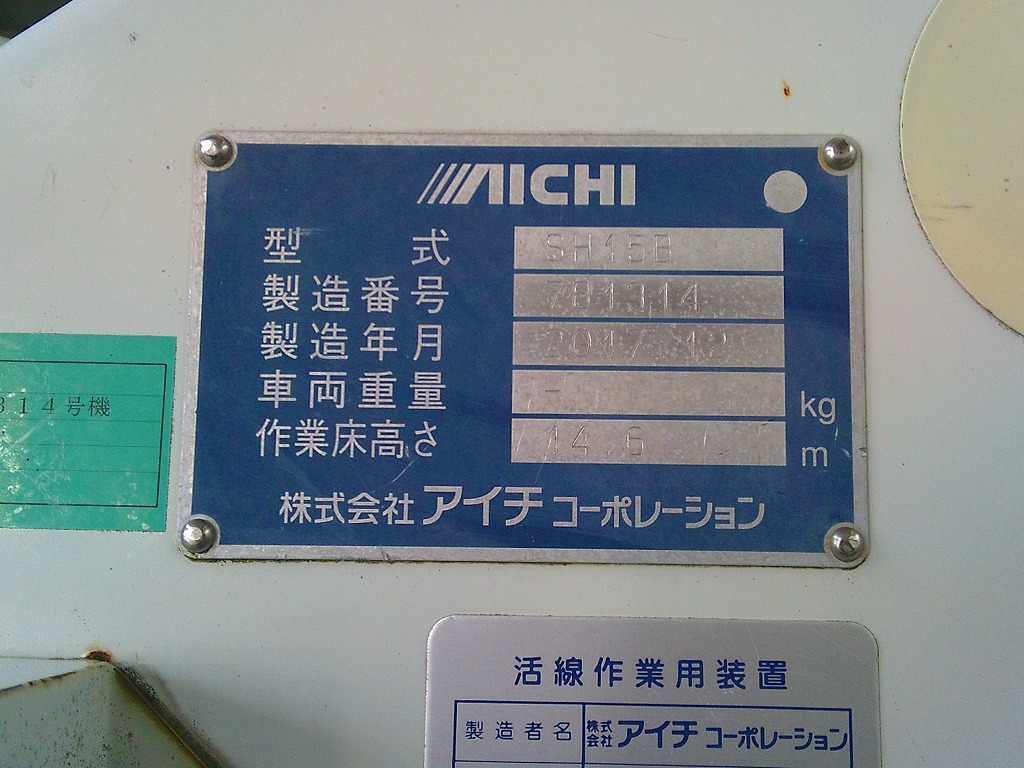 AICHI
型式 SH15B
製造番号 781314
製造年月 2017.12
車両重量 - kg
作業床高さ 14.6 m
株式会社アイチコーポレーション
314号機
活線作業用装置
製造者名 株式会社アイチコーポレーション